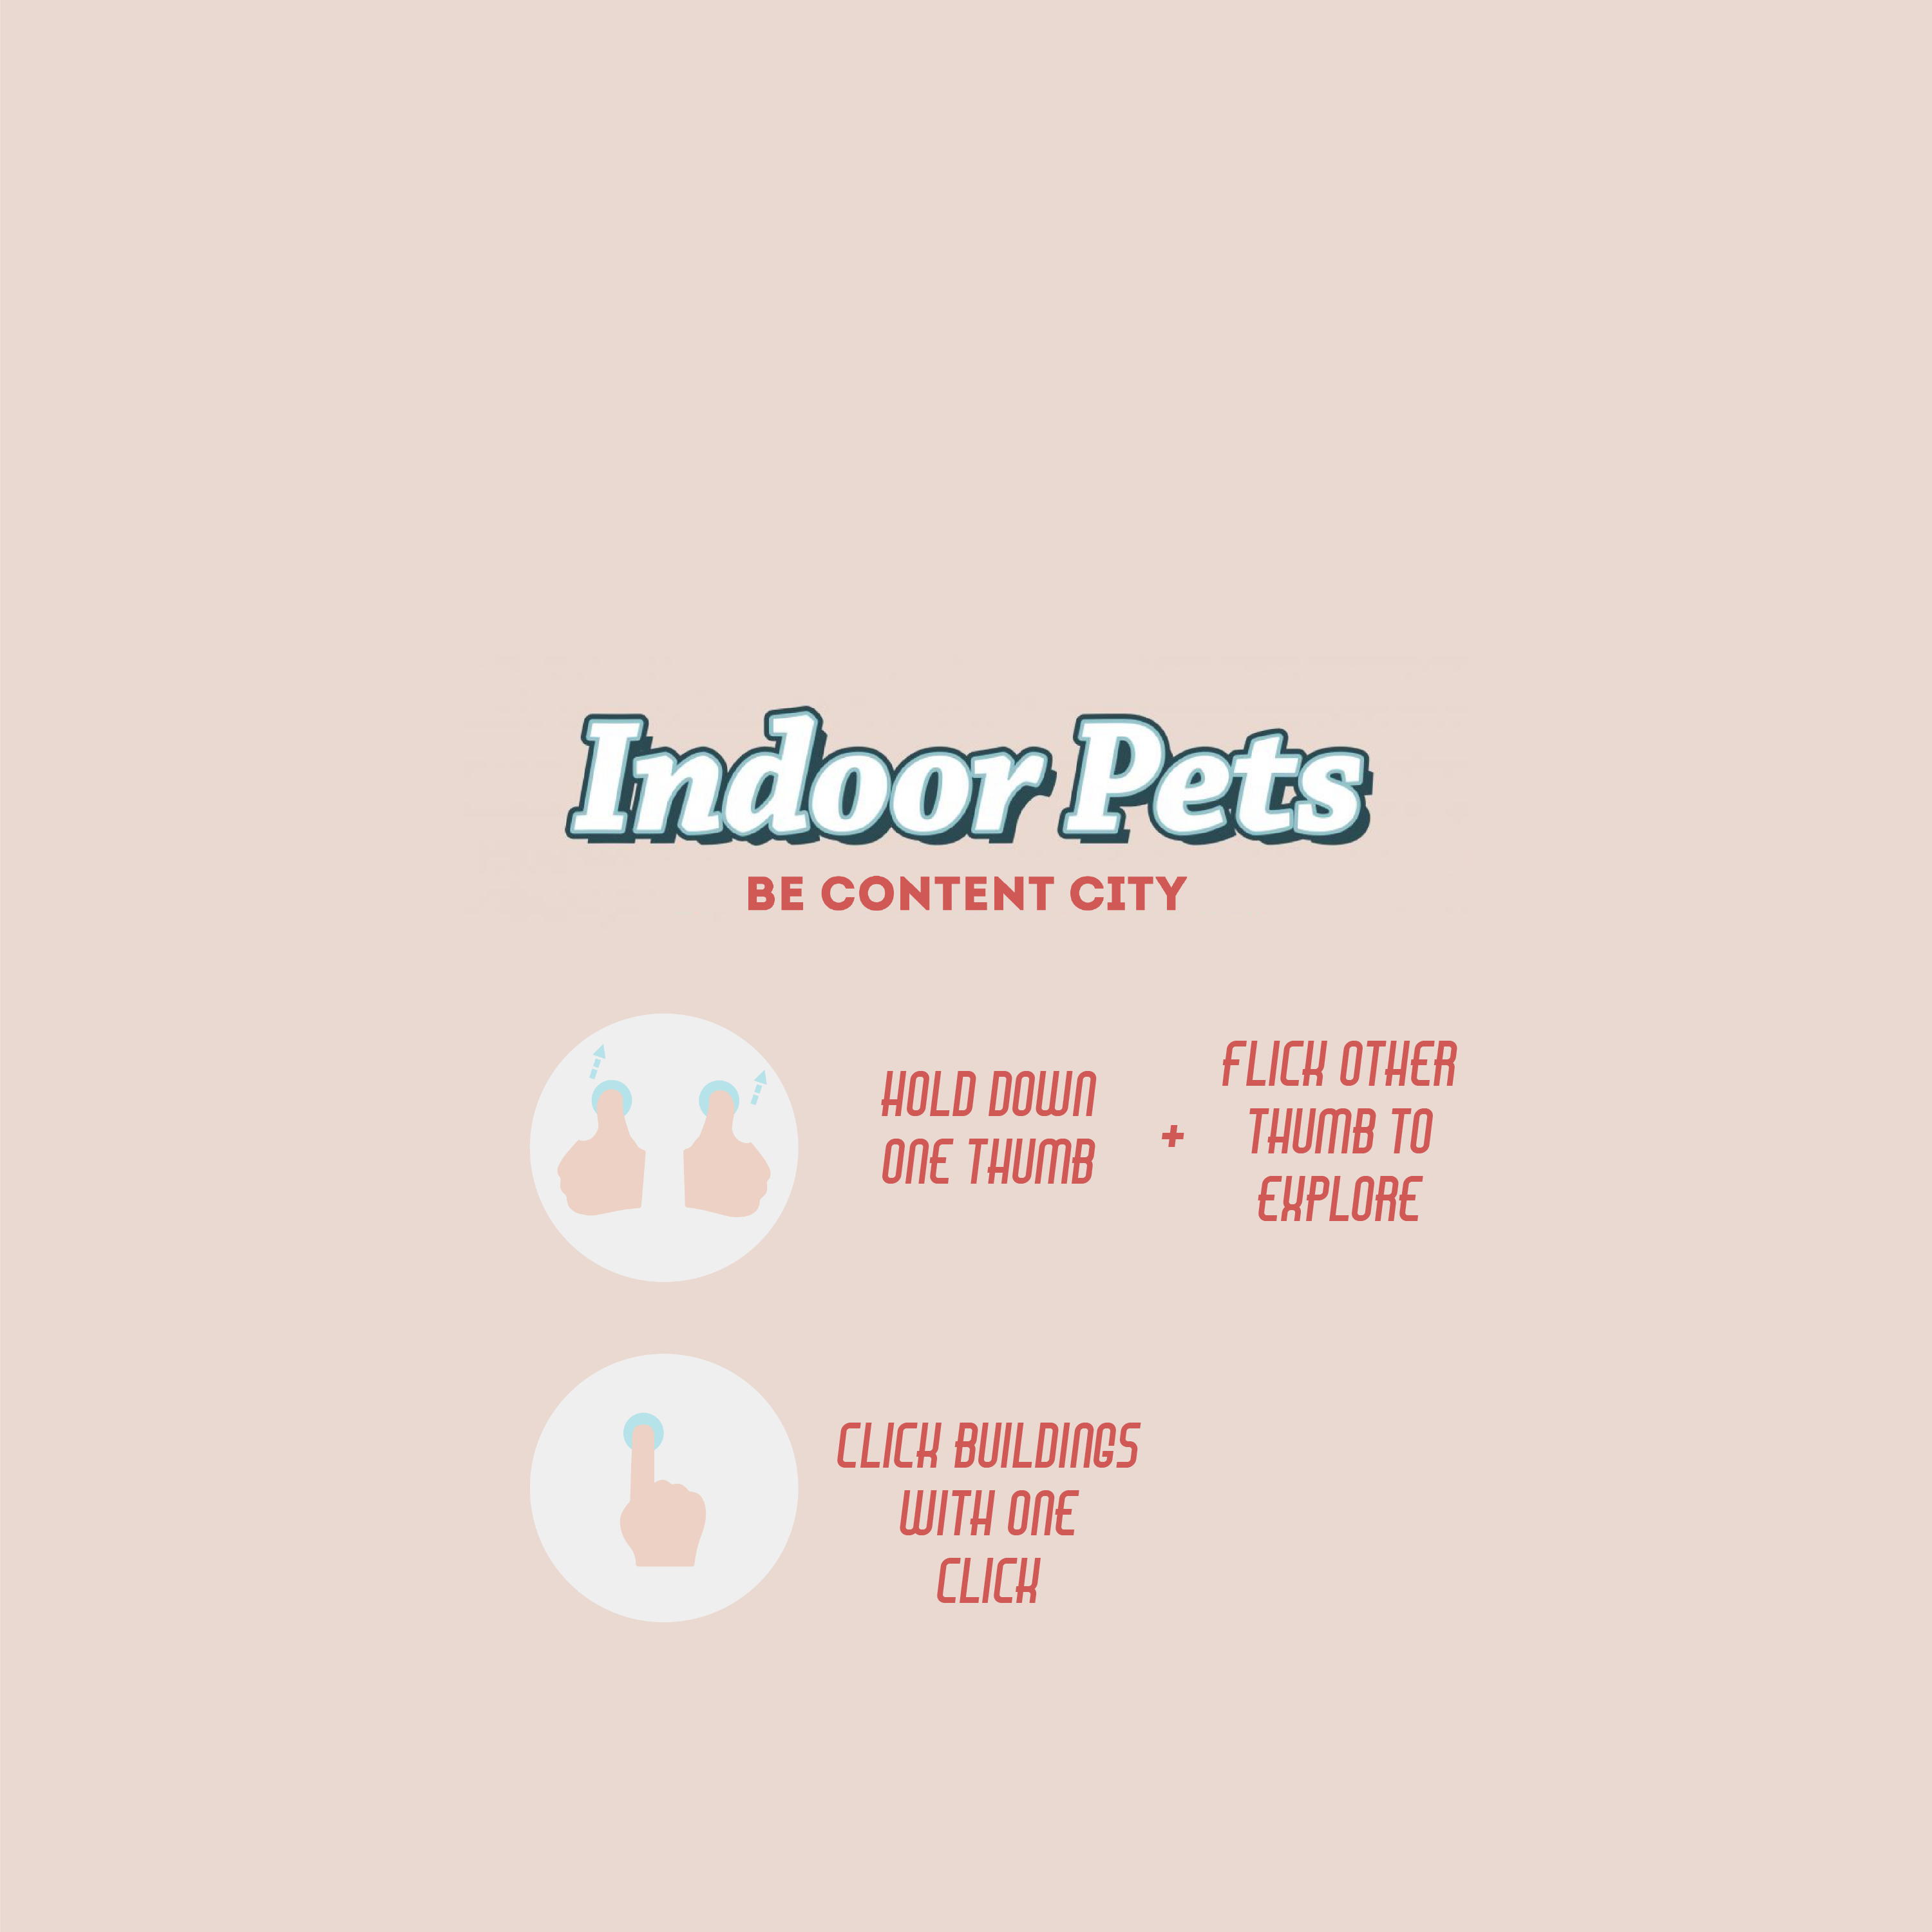 Indoor Pets
BE CONTENT CITY
HOLD DOWN
ONE THUMB
+
FLICK OTHER
THUMB TO
EXPLORE
CLICK BUILDINGS
WITH ONE
CLICK